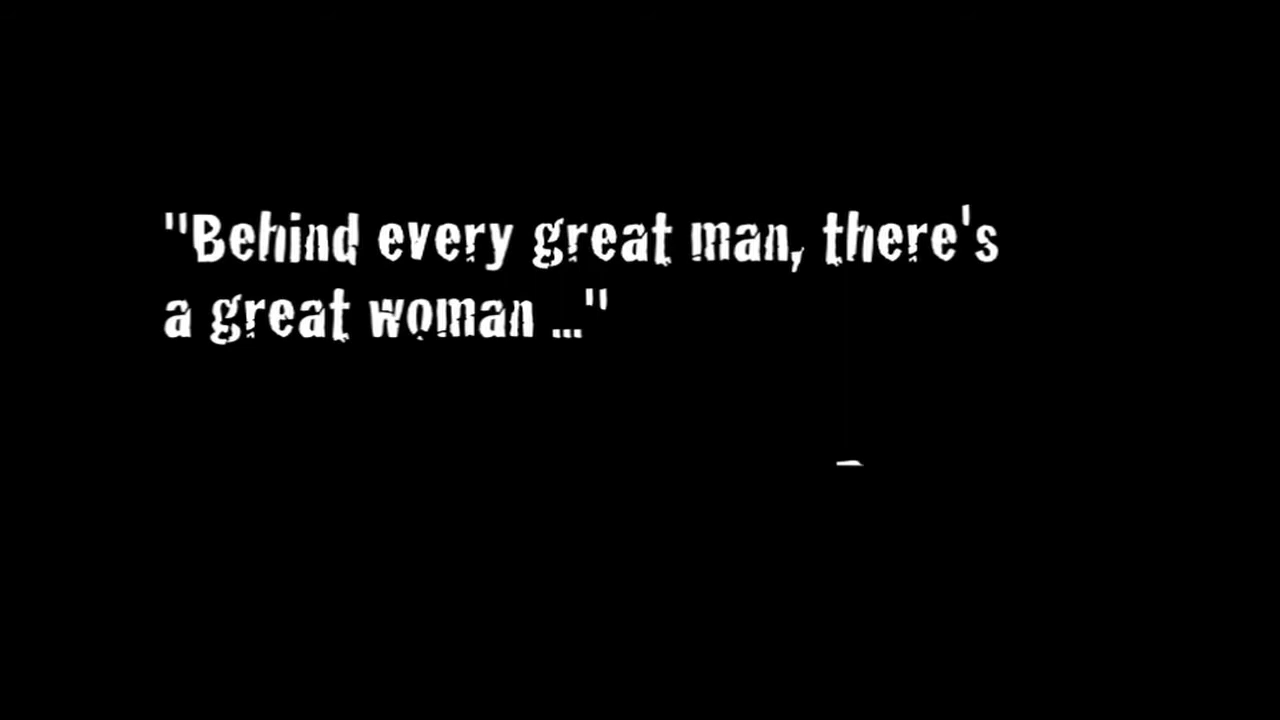 "Behind every great man, there's
a great woman ..."
–